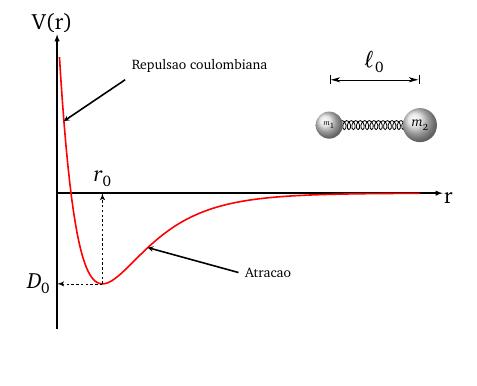 V(r)
Repulsao coulombiana
ℓ₀
m₁
m₂
r₀
r
D₀
Atracao